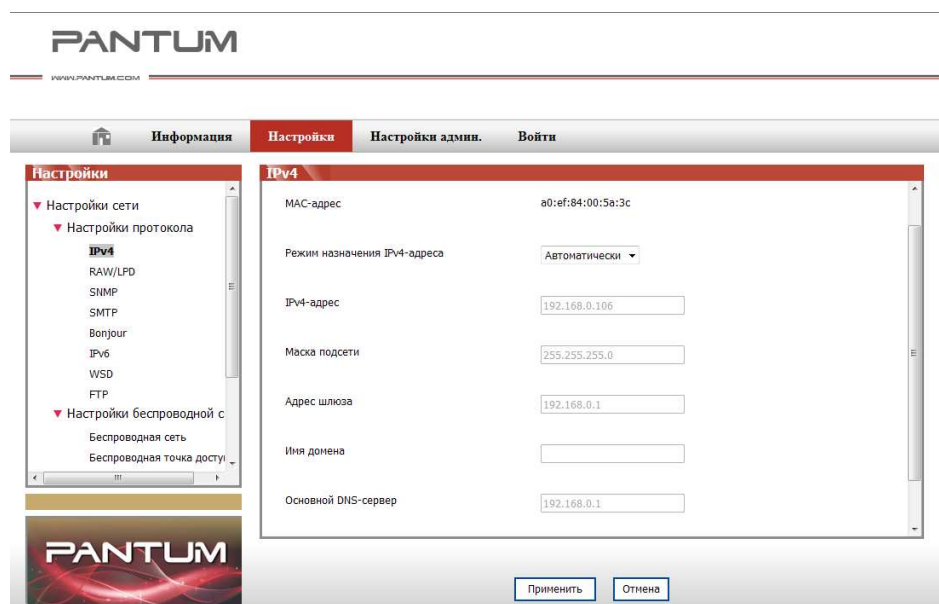 PANTUM
WWW.PANTUM.COM
Информация
Настройки
Настройки админ.
Войти
Настройки
Настройки сети
Настройки протокола
IPv4
RAW/LPD
SNMP
SMTP
Bonjour
IPv6
WSD
FTP
Настройки беспроводной с
Беспроводная сеть
Беспроводная точка досту
PANTUM
IPv4
MAC-адрес a0:ef:84:00:5a:3c
Режим назначения IPv4-адреса Автоматически
IPv4-адрес 192.168.0.106
Маска подсети 255.255.255.0
Адрес шлюза 192.168.0.1
Имя домена
Основной DNS-сервер 192.168.0.1
Применить Отмена